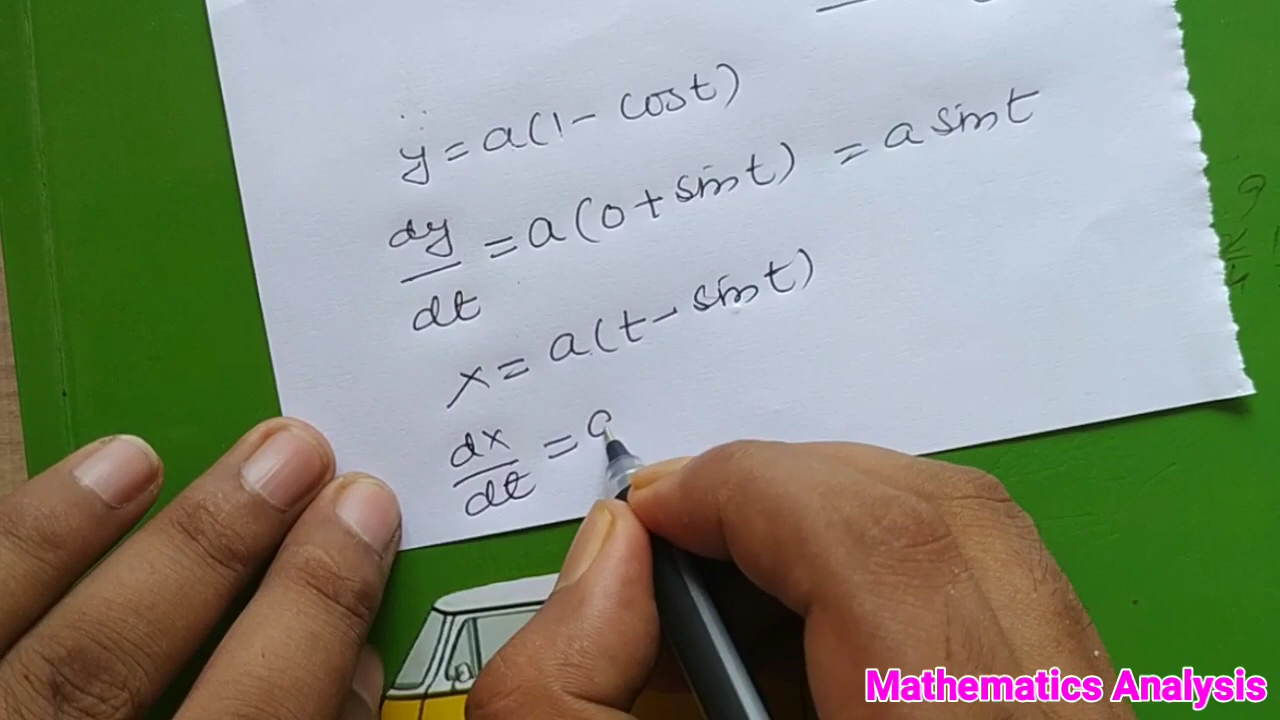 y = a(1 - cost)
dy/dt = a(0 + sint) = a sint
x = a(t - sint)
dx/dt = a
Mathematics Analysis